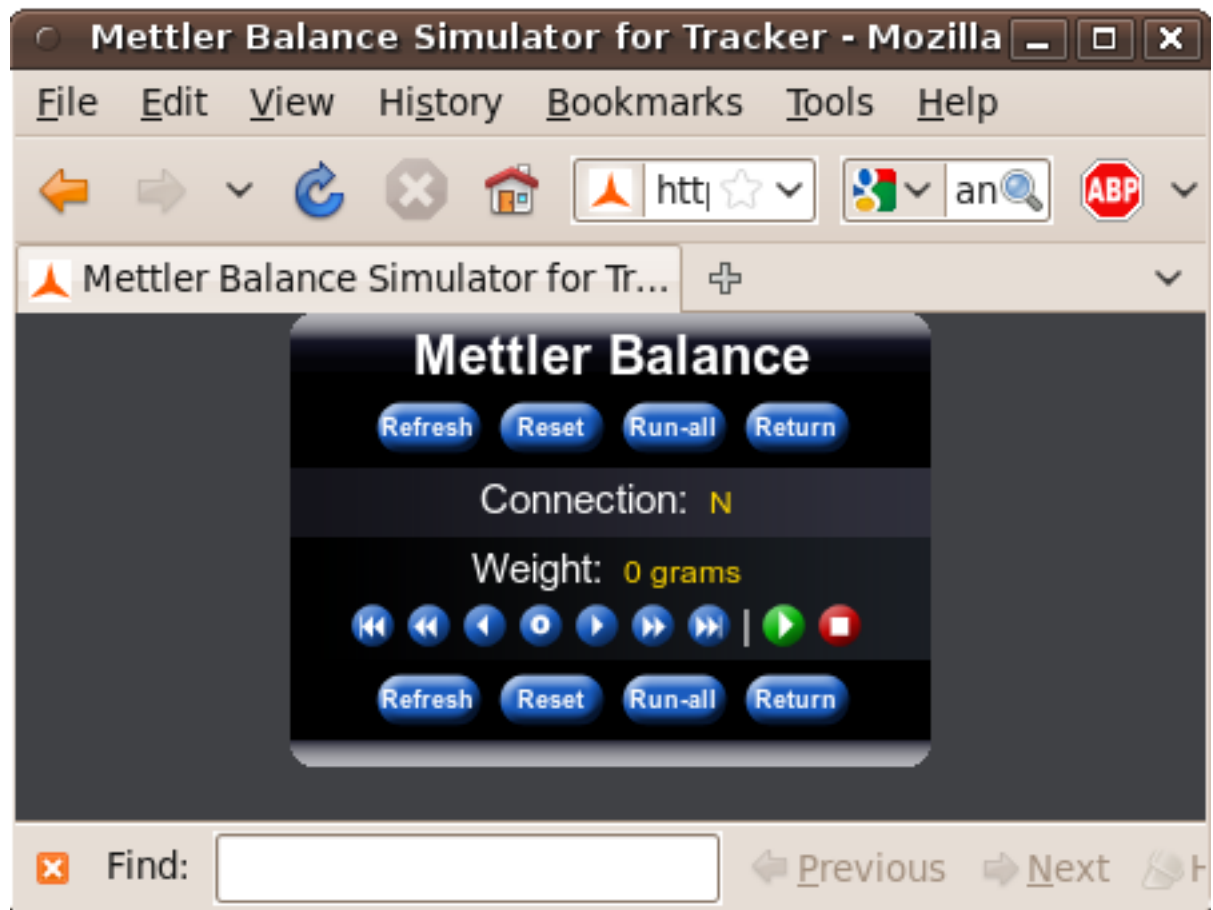 Mettler Balance Simulator for Tracker - Mozilla
File Edit View History Bookmarks Tools Help
http an ABP
Mettler Balance Simulator for Tr...
Mettler Balance
Refresh Reset Run-all Return
Connection: N
Weight: 0 grams
Refresh Reset Run-all Return
Find: Previous Next H